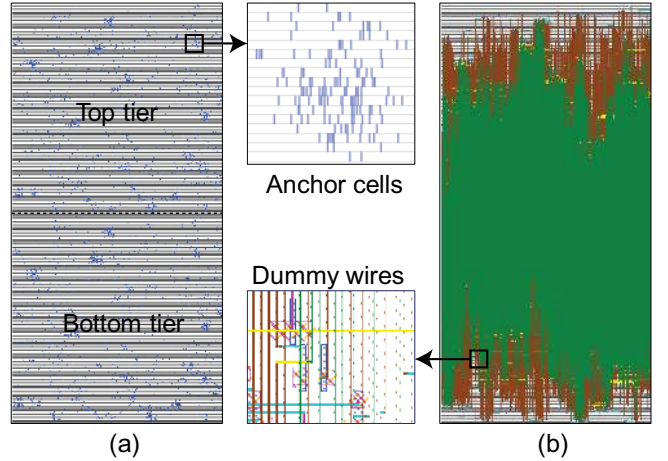 Top tier
Anchor cells
Dummy wires
Bottom tier
(a)
(b)